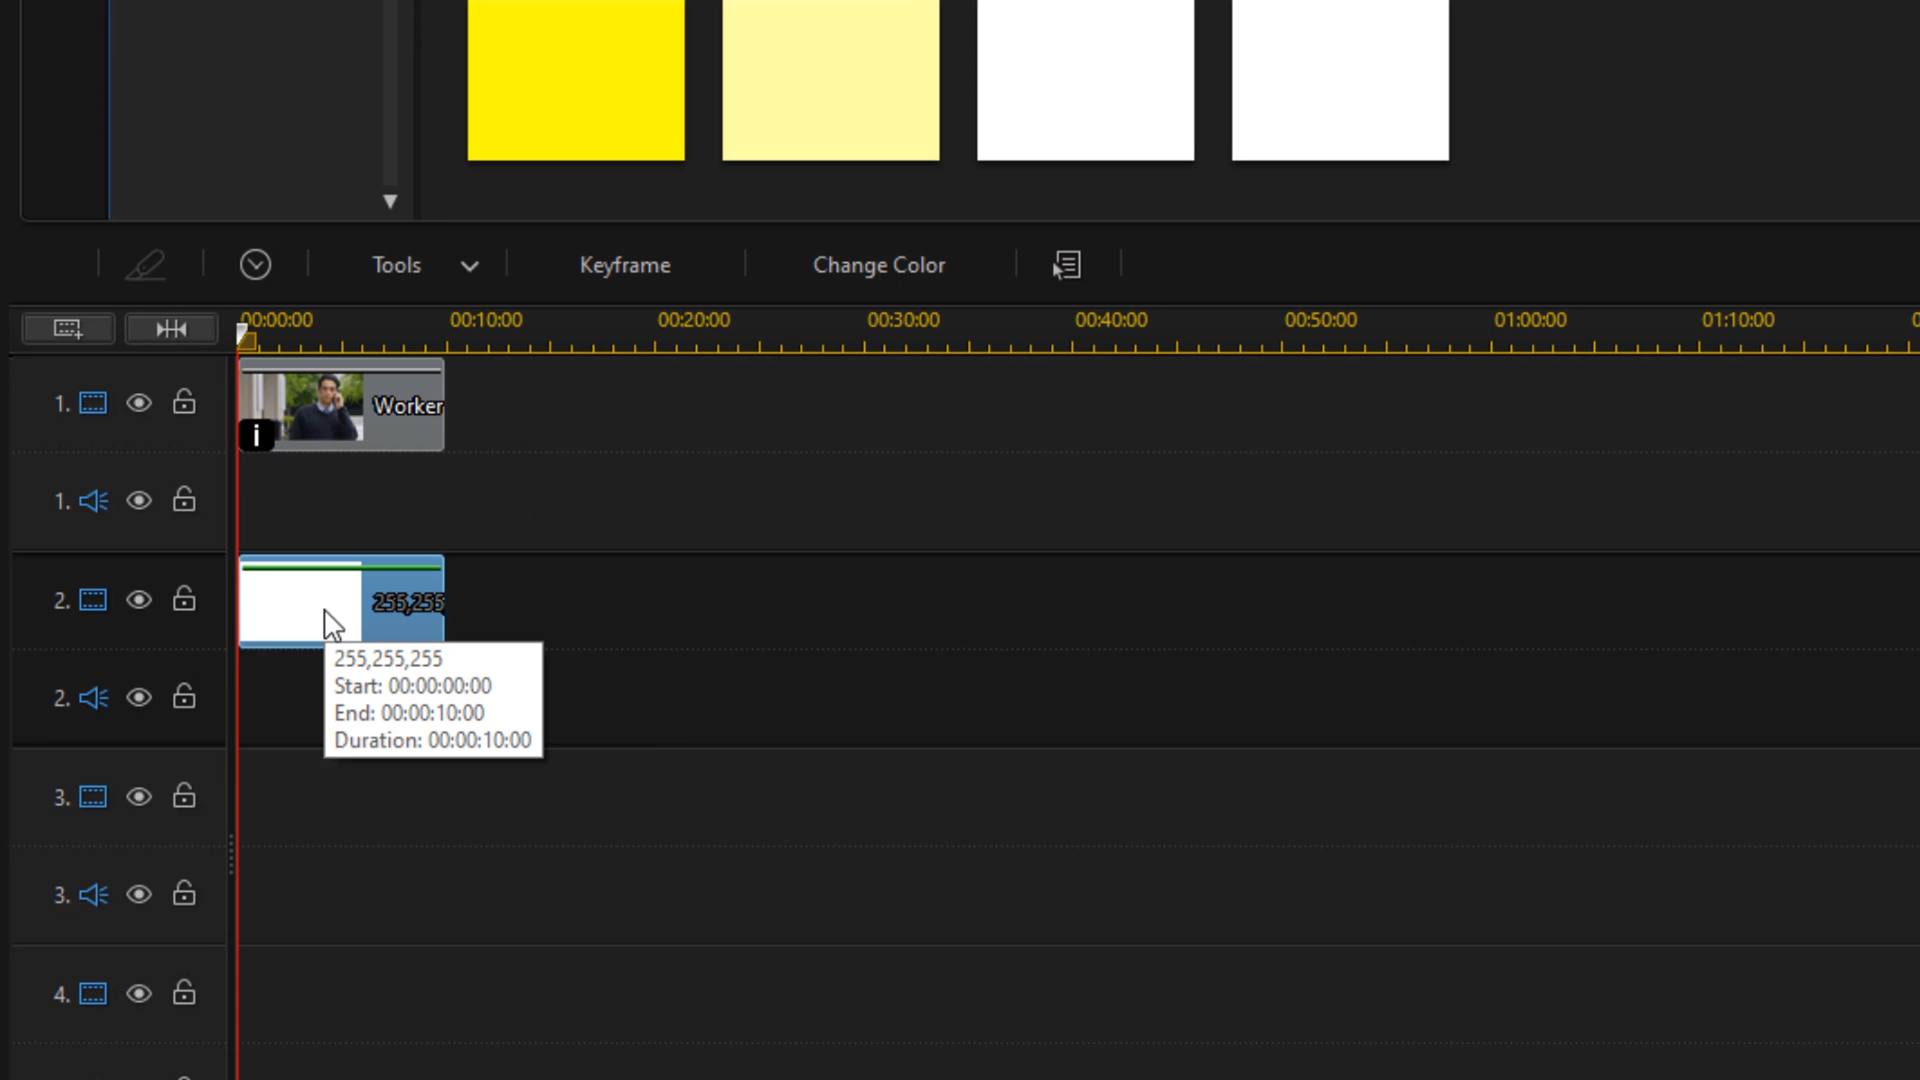 Tools Keyframe Change Color
00:00:00 00:10:00 00:20:00 00:30:00 00:40:00 00:50:00 01:00:00 01:10:00
1. Worker
i
1.
2. 255,255
255,255,255
Start: 00:00:00:00
End: 00:00:10:00
Duration: 00:00:10:00
2.
3.
3.
4.